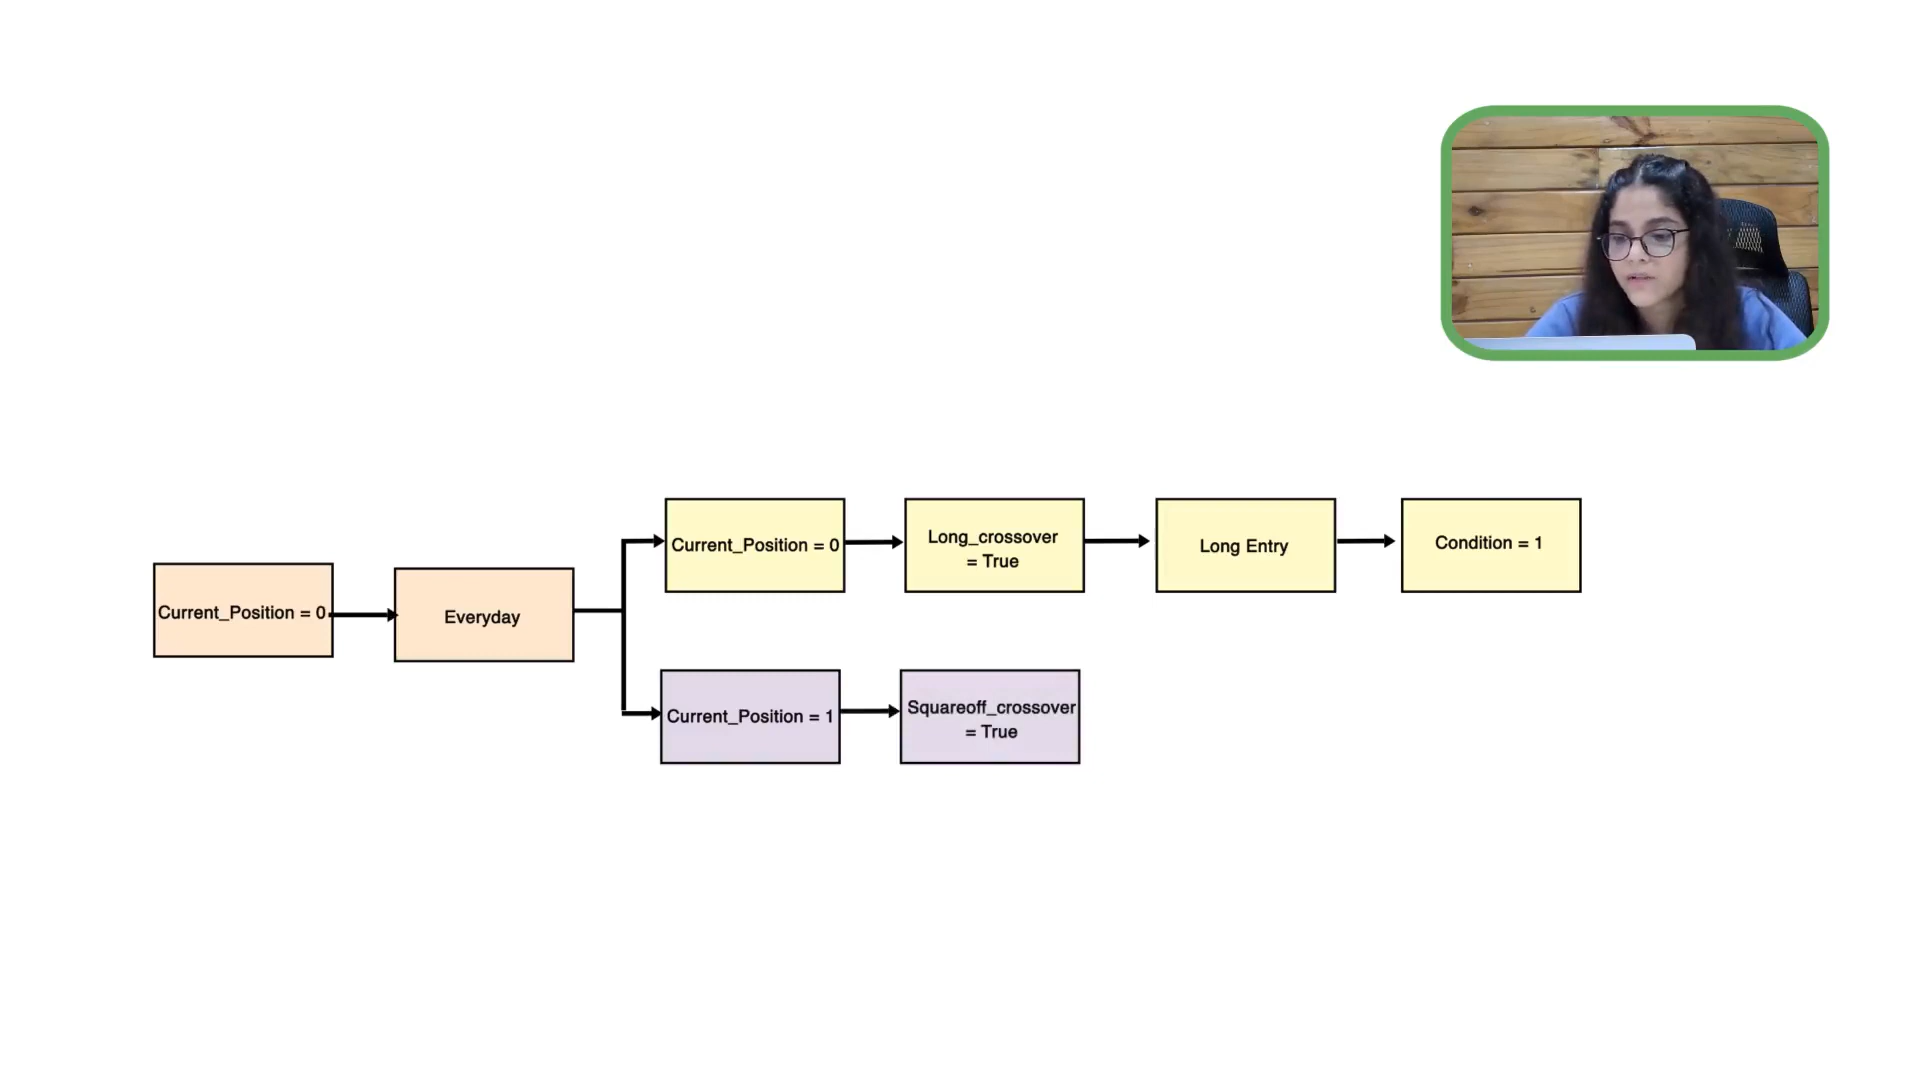 Current_Position = 0
Everyday
Current_Position = 0
Long_crossover
= True
Long Entry
Condition = 1
Current_Position = 1
Squareoff_crossover
= True